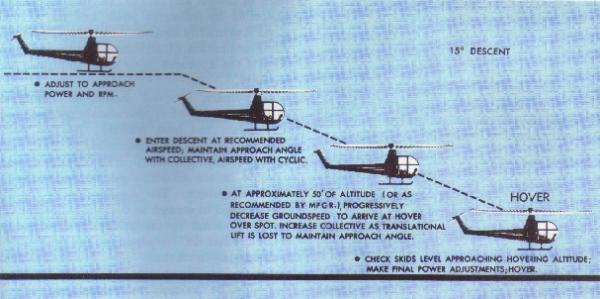 15° DESCENT
• ADJUST TO APPROACH
POWER AND RPM-
• ENTER DESCENT AT RECOMMENDED
AIRSPEED; MAINTAIN APPROACH ANGLE
WITH COLLECTIVE, AIRSPEED WITH CYCLIC.
• AT APPROXIMATELY 50' OF ALTITUDE (OR AS
RECOMMENDED BY MFGR-), PROGRESSIVELY
DECREASE GROUNDSPEED TO ARRIVE AT HOVER
OVER SPOT. INCREASE COLLECTIVE AS TRANSLATIONAL
LIFT IS LOST TO MAINTAIN APPROACH ANGLE.
HOVER
• CHECK SKIDS LEVEL APPROACHING HOVERING ALTITUDE;
MAKE FINAL POWER ADJUSTMENTS; HOVER.